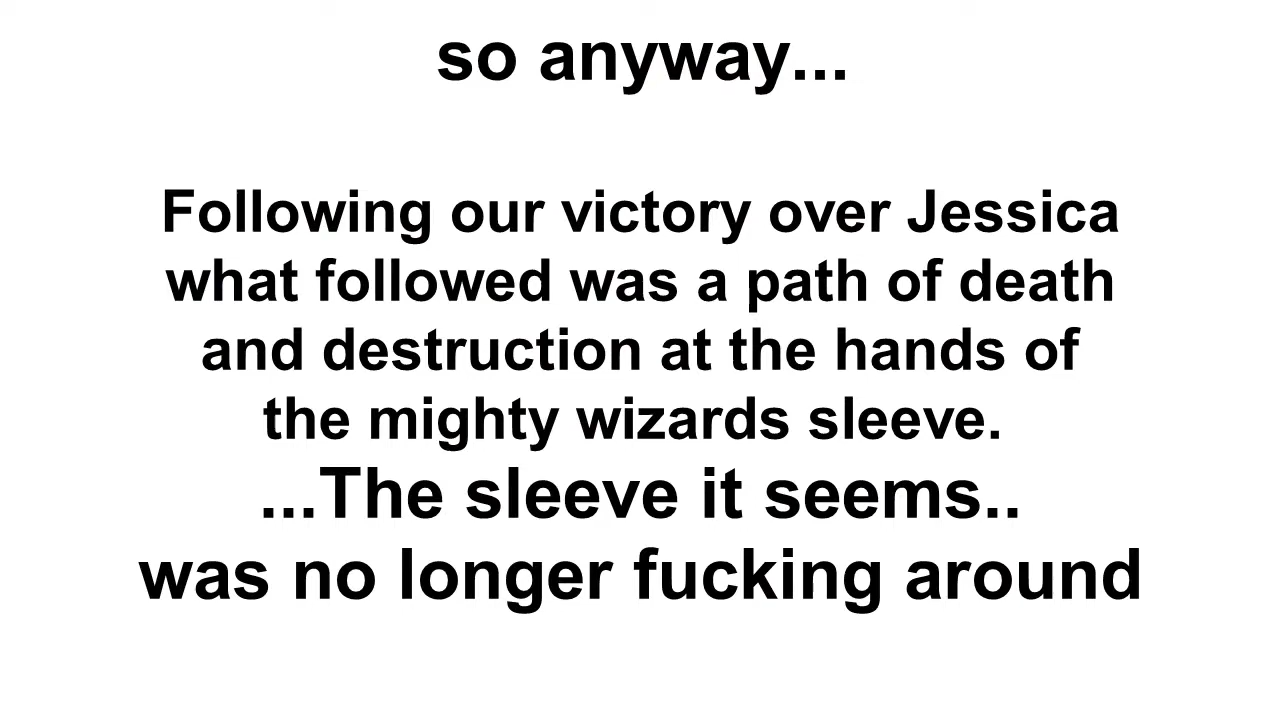 so anyway...
Following our victory over Jessica
what followed was a path of death
and destruction at the hands of
the mighty wizards sleeve.
...The sleeve it seems..
was no longer fucking around